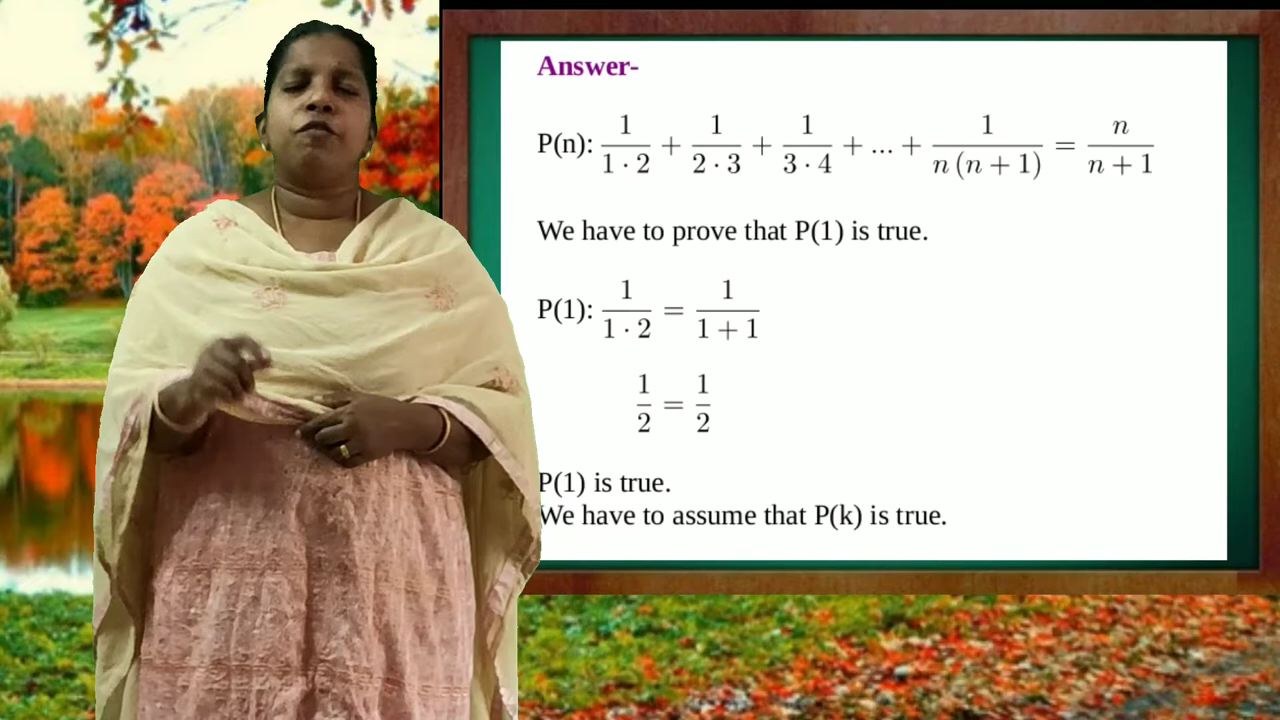 Answer-
P(n): 1/(1 · 2) + 1/(2 · 3) + 1/(3 · 4) + ... + 1/(n (n + 1)) = n/(n + 1)
We have to prove that P(1) is true.
P(1): 1/(1 · 2) = 1/(1 + 1)
1/2 = 1/2
P(1) is true.
We have to assume that P(k) is true.